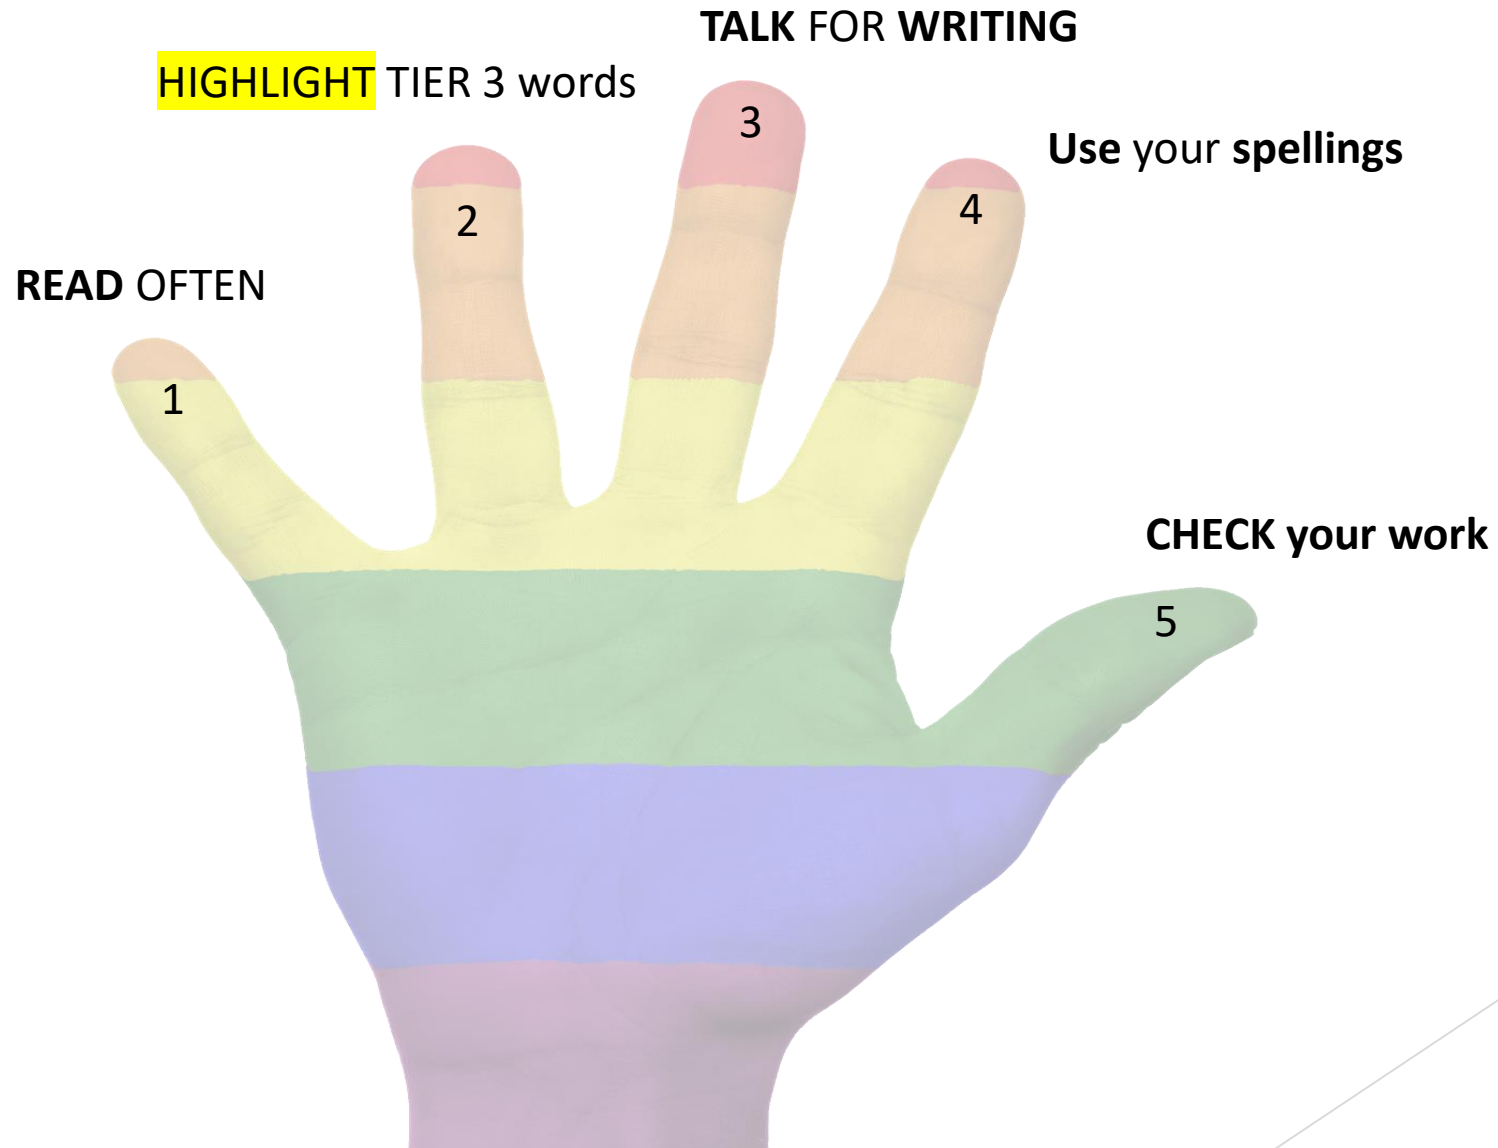 TALK FOR WRITING
HIGHLIGHT TIER 3 words
3
Use your spellings
2
4
READ OFTEN
1
CHECK your work
5